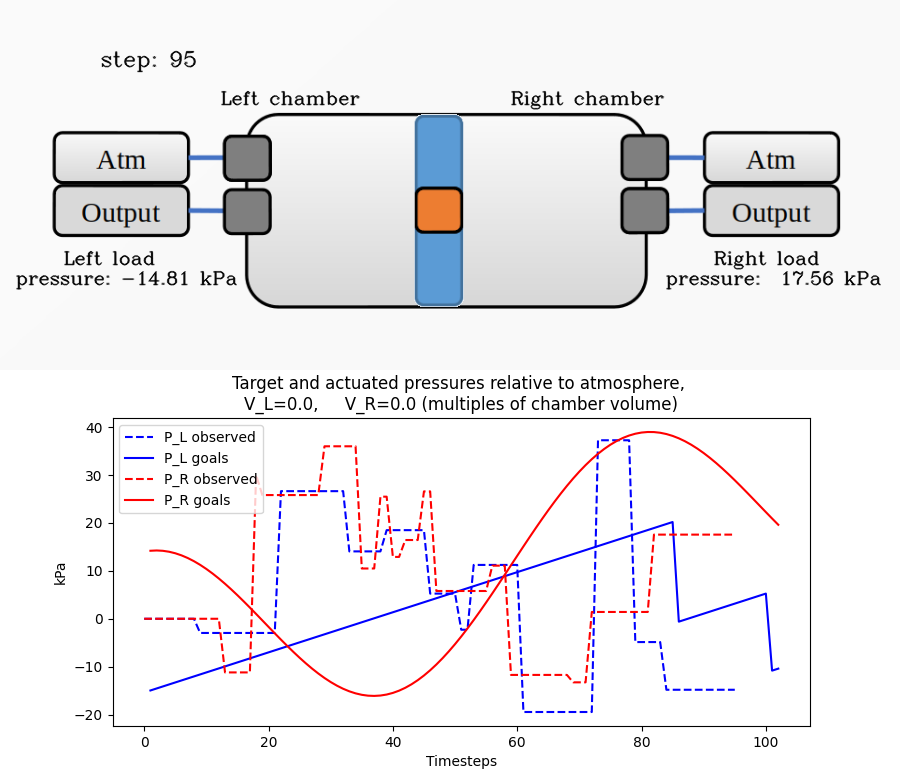 step: 95
Left chamber
Right chamber
Atm
Atm
Output
Output
Left load
pressure: −14.81 kPa
Right load
pressure: 17.56 kPa
Target and actuated pressures relative to atmosphere,
V_L=0.0, V_R=0.0 (multiples of chamber volume)
P_L observed
P_L goals
P_R observed
P_R goals
kPa
40
30
20
10
0
−10
−20
0
20
40
60
80
100
Timesteps